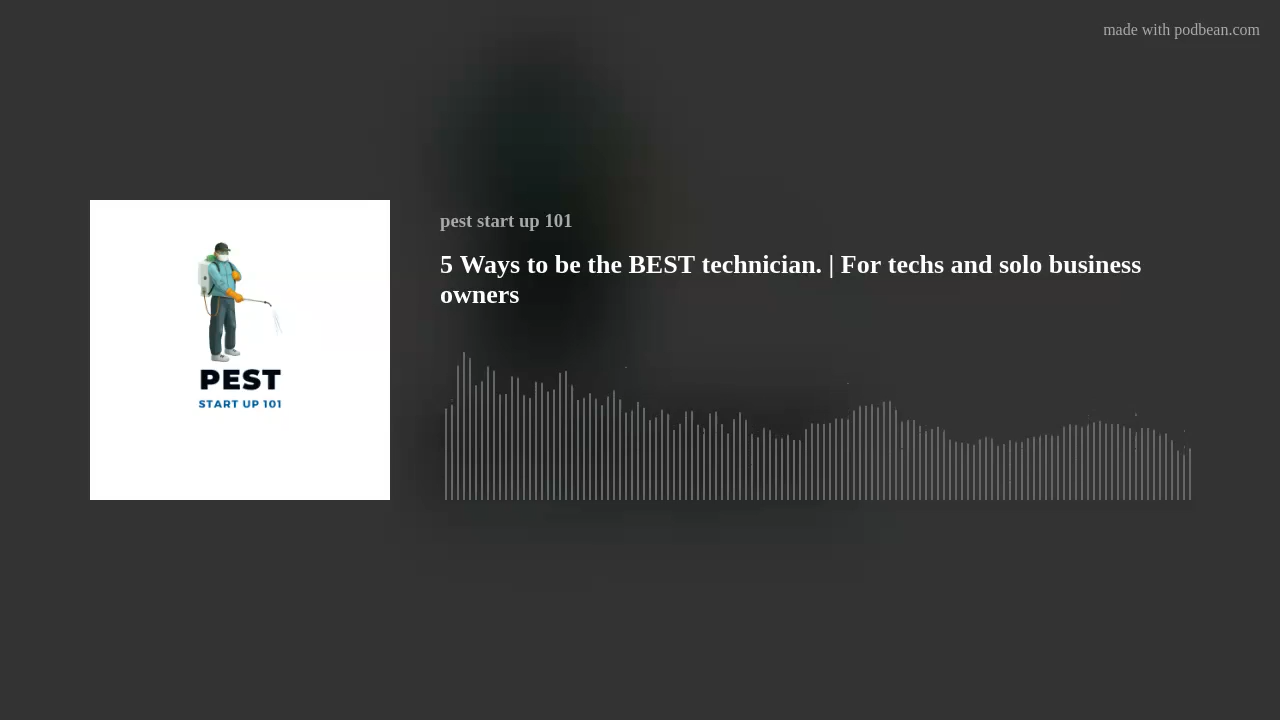 made with podbean.com
pest start up 101
5 Ways to be the BEST technician. | For techs and solo business
owners
PEST
START UP 101